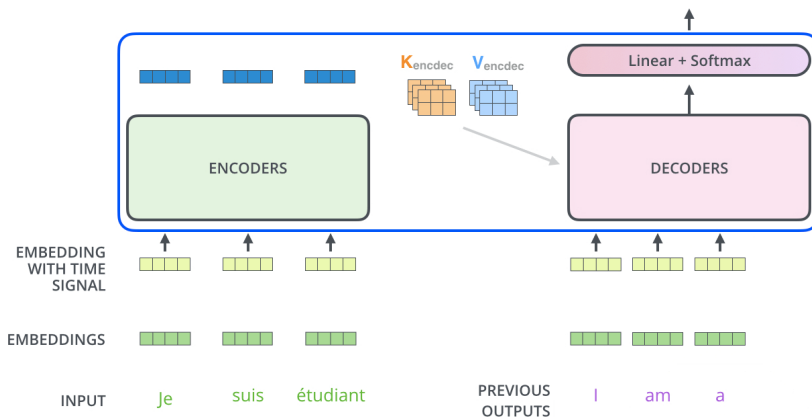 Kencdec
Vencdec
Linear + Softmax
ENCODERS
DECODERS
EMBEDDING
WITH TIME
SIGNAL
EMBEDDINGS
INPUT
Je
suis
étudiant
PREVIOUS
OUTPUTS
I
am
a